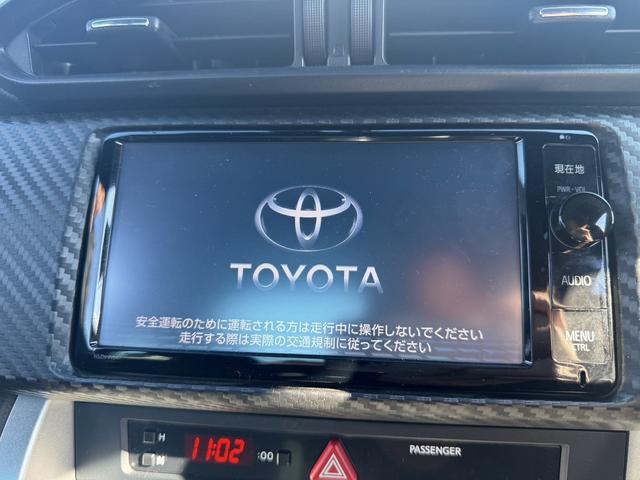 現在地
PWR・VOL
TOYOTA
AUDIO
安全運転のために運転される方は走行中に操作しないでください
走行する際は実際の交通規制に従ってください
MENU
CTRL
H
11:02
:00
M
PASSENGER